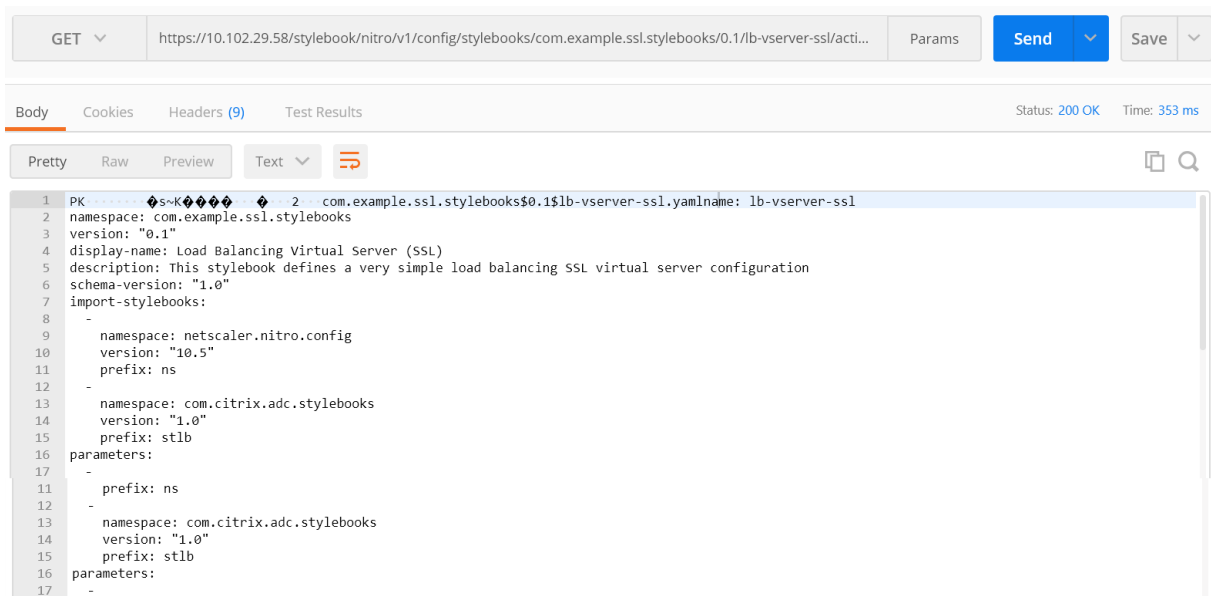 GET https://10.102.29.58/stylebook/nitro/v1/config/stylebooks/com.example.ssl.stylebooks/0.1/lb-vserver-ssl/acti... Params Send Save
Body Cookies Headers (9) Test Results Status: 200 OK Time: 353 ms
Pretty Raw Preview Text
1 PK �s~K���� � 2 com.example.ssl.stylebooks$0.1$lb-vserver-ssl.yamlname: lb-vserver-ssl
2 namespace: com.example.ssl.stylebooks
3 version: "0.1"
4 display-name: Load Balancing Virtual Server (SSL)
5 description: This stylebook defines a very simple load balancing SSL virtual server configuration
6 schema-version: "1.0"
7 import-stylebooks:
8 -
9 namespace: netscaler.nitro.config
10 version: "10.5"
11 prefix: ns
12 -
13 namespace: com.citrix.adc.stylebooks
14 version: "1.0"
15 prefix: stlb
16 parameters:
17 -
11 prefix: ns
12 -
13 namespace: com.citrix.adc.stylebooks
14 version: "1.0"
15 prefix: stlb
16 parameters:
17 -